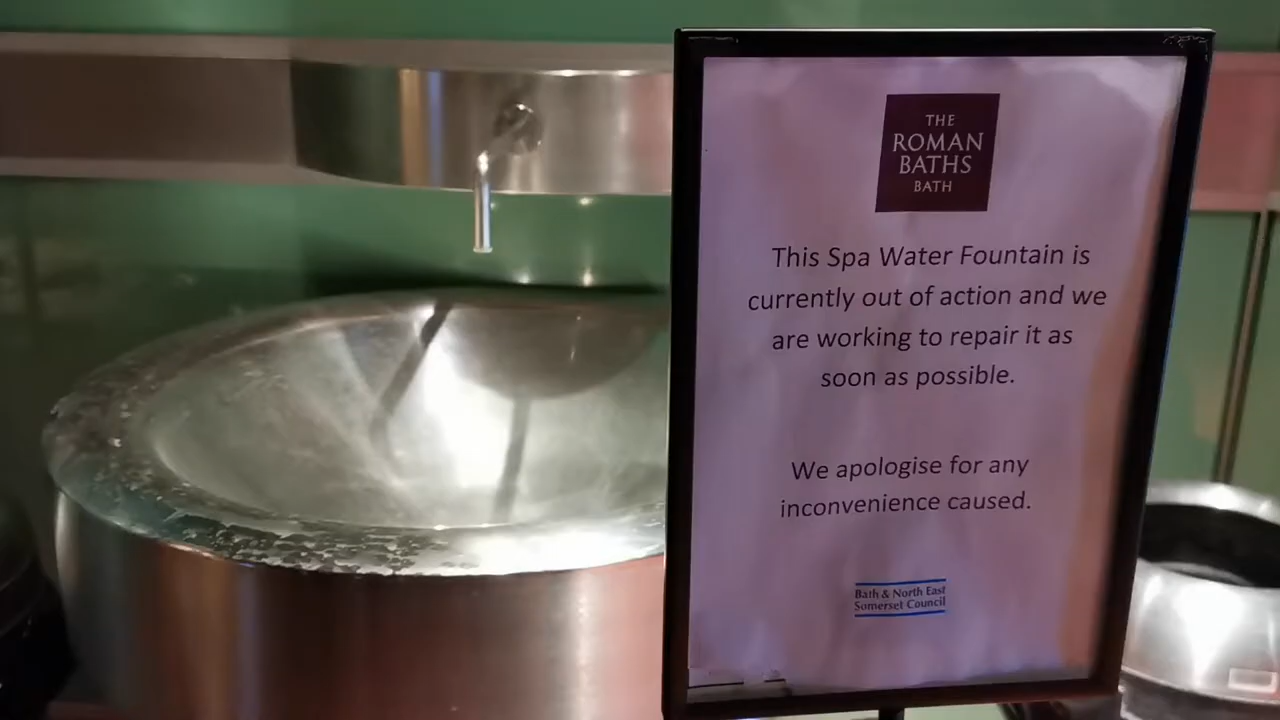 THE
ROMAN
BATHS
BATH
This Spa Water Fountain is
currently out of action and we
are working to repair it as
soon as possible.
We apologise for any
inconvenience caused.
Bath & North East
Somerset Council